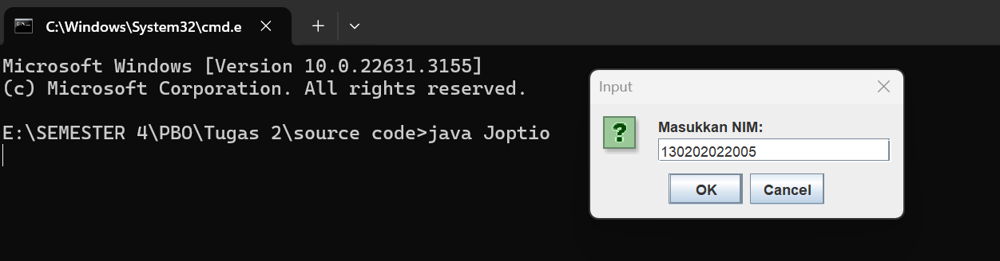 C:\Windows\System32\cmd.e
Microsoft Windows [Version 10.0.22631.3155]
(c) Microsoft Corporation. All rights reserved.
E:\SEMESTER 4\PBO\Tugas 2\source code>java Joptio
Input
?
Masukkan NIM:
130202022005
OK Cancel